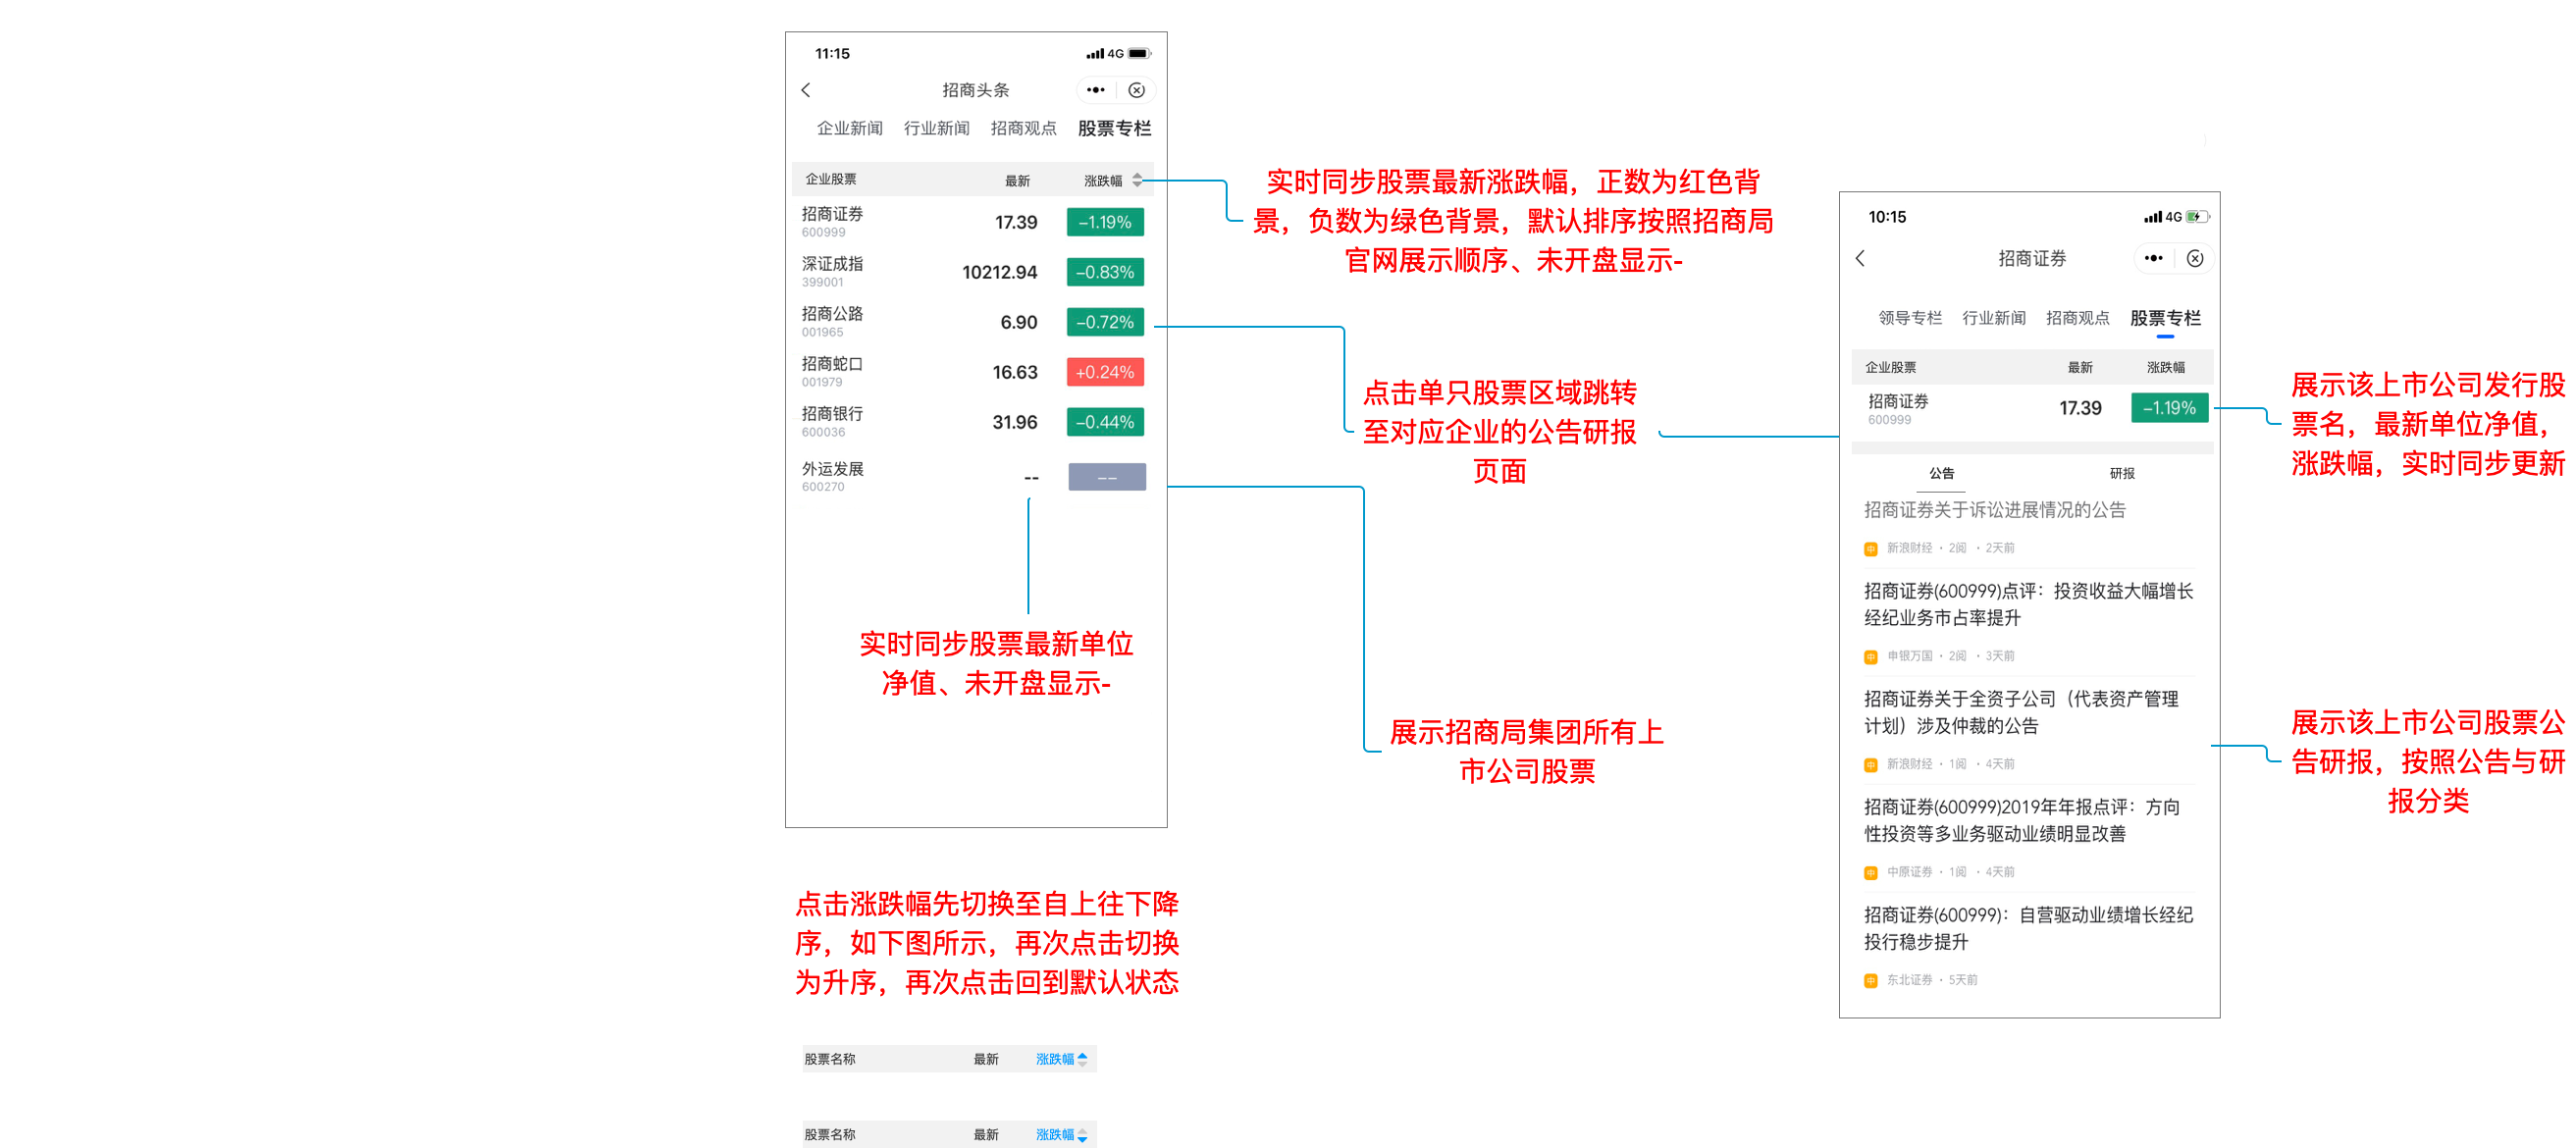 11:15
4G
招商头条
企业新闻 行业新闻 招商观点 股票专栏
企业股票 最新 涨跌幅
招商证券 17.39 -1.19%
600999
深证成指 10212.94 -0.83%
399001
招商公路 6.90 -0.72%
001965
招商蛇口 16.63 +0.24%
001979
招商银行 31.96 -0.44%
600036
外运发展 -- --
600270
实时同步股票最新单位
净值、未开盘显示-
点击涨跌幅先切换至自上往下降
序，如下图所示，再次点击切换
为升序，再次点击回到默认状态
股票名称 最新 涨跌幅
股票名称 最新 涨跌幅
实时同步股票最新涨跌幅，正数为红色背
景，负数为绿色背景，默认排序按照招商局
官网展示顺序、未开盘显示-
点击单只股票区域跳转
至对应企业的公告研报
页面
展示招商局集团所有上
市公司股票
10:15
4G
招商证券
领导专栏 行业新闻 招商观点 股票专栏
企业股票 最新 涨跌幅
招商证券 17.39 -1.19%
600999
公告 研报
招商证券关于诉讼进展情况的公告
新浪财经 · 2阅 · 2天前
招商证券(600999)点评：投资收益大幅增长
经纪业务市占率提升
申银万国 · 2阅 · 3天前
招商证券关于全资子公司（代表资产管理
计划）涉及仲裁的公告
新浪财经 · 1阅 · 4天前
招商证券(600999)2019年年报点评：方向
性投资等多业务驱动业绩明显改善
中原证券 · 1阅 · 4天前
招商证券(600999)：自营驱动业绩增长经纪
投行稳步提升
东北证券 · 5天前
展示该上市公司发行股
票名，最新单位净值，
涨跌幅，实时同步更新
展示该上市公司股票公
告研报，按照公告与研
报分类